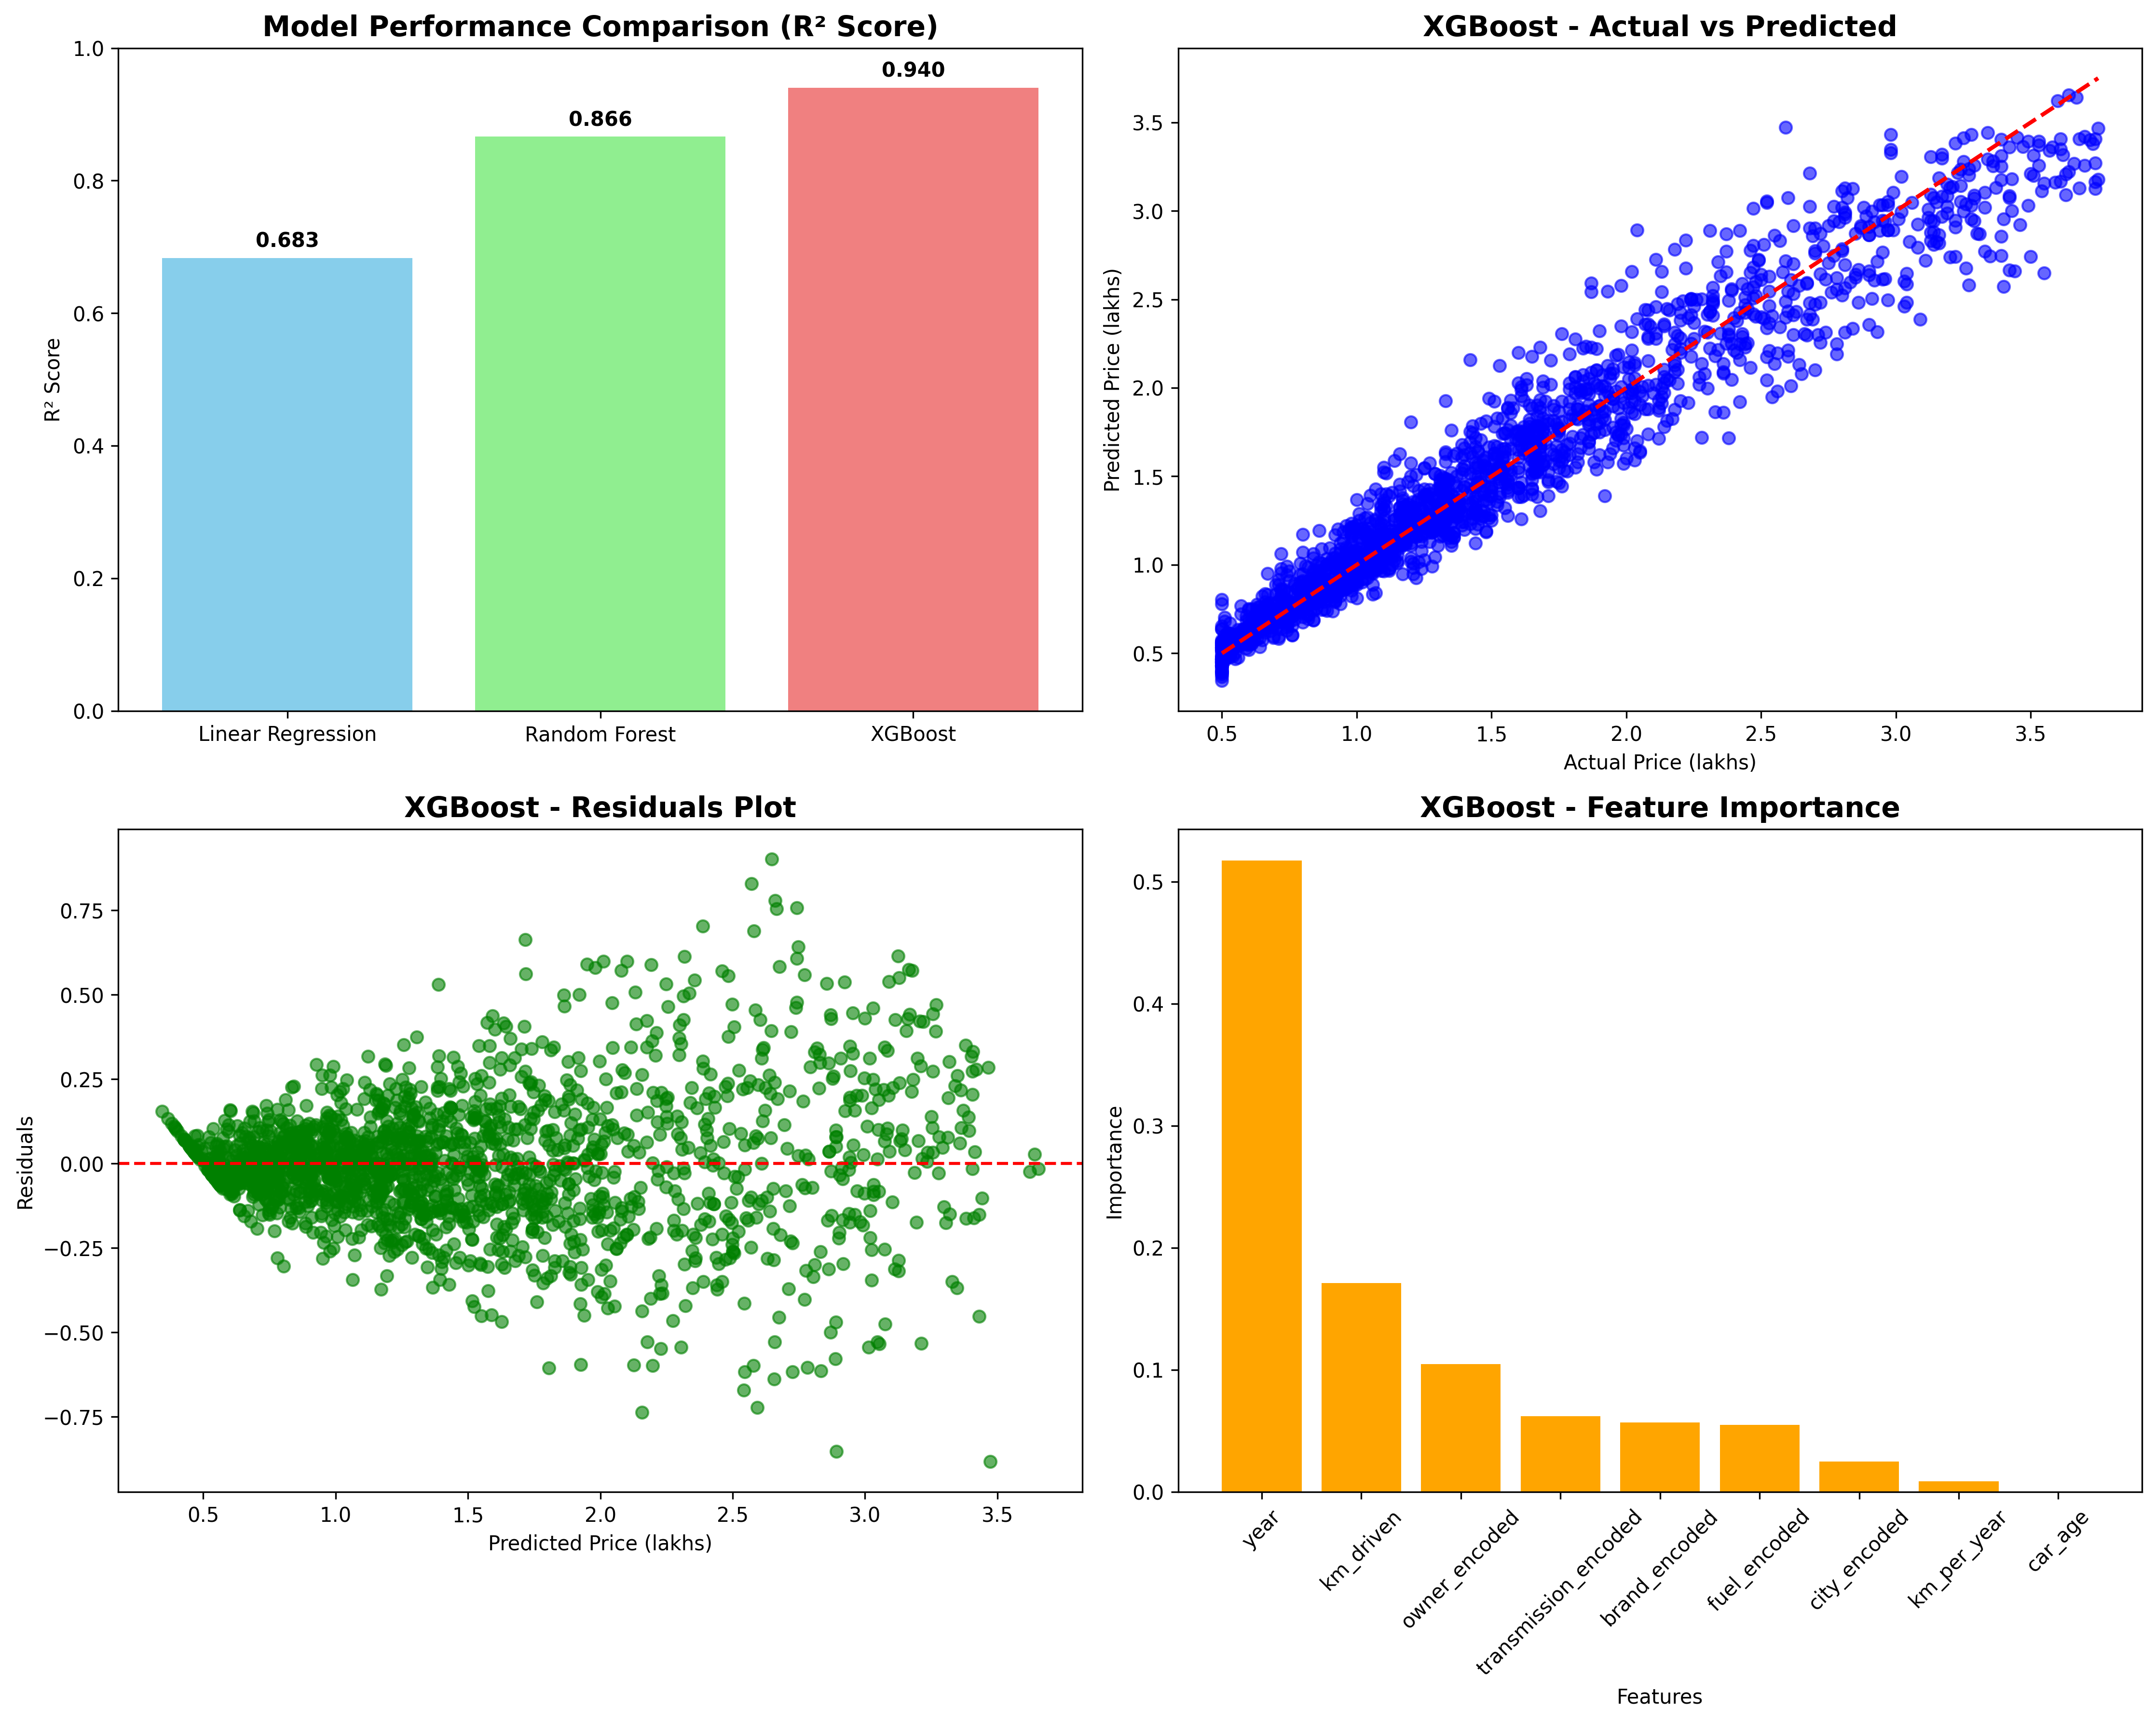 Model Performance Comparison (R² Score)
R² Score
1.0
0.8
0.6
0.4
0.2
0.0
0.683
0.866
0.940
Linear Regression
Random Forest
XGBoost
XGBoost - Actual vs Predicted
Predicted Price (lakhs)
3.5
3.0
2.5
2.0
1.5
1.0
0.5
0.5
1.0
1.5
2.0
2.5
3.0
3.5
Actual Price (lakhs)
XGBoost - Residuals Plot
Residuals
0.75
0.50
0.25
0.00
−0.25
−0.50
−0.75
0.5
1.0
1.5
2.0
2.5
3.0
3.5
Predicted Price (lakhs)
XGBoost - Feature Importance
Importance
0.5
0.4
0.3
0.2
0.1
0.0
year
km_driven
owner_encoded
transmission_encoded
brand_encoded
fuel_encoded
city_encoded
km_per_year
car_age
Features